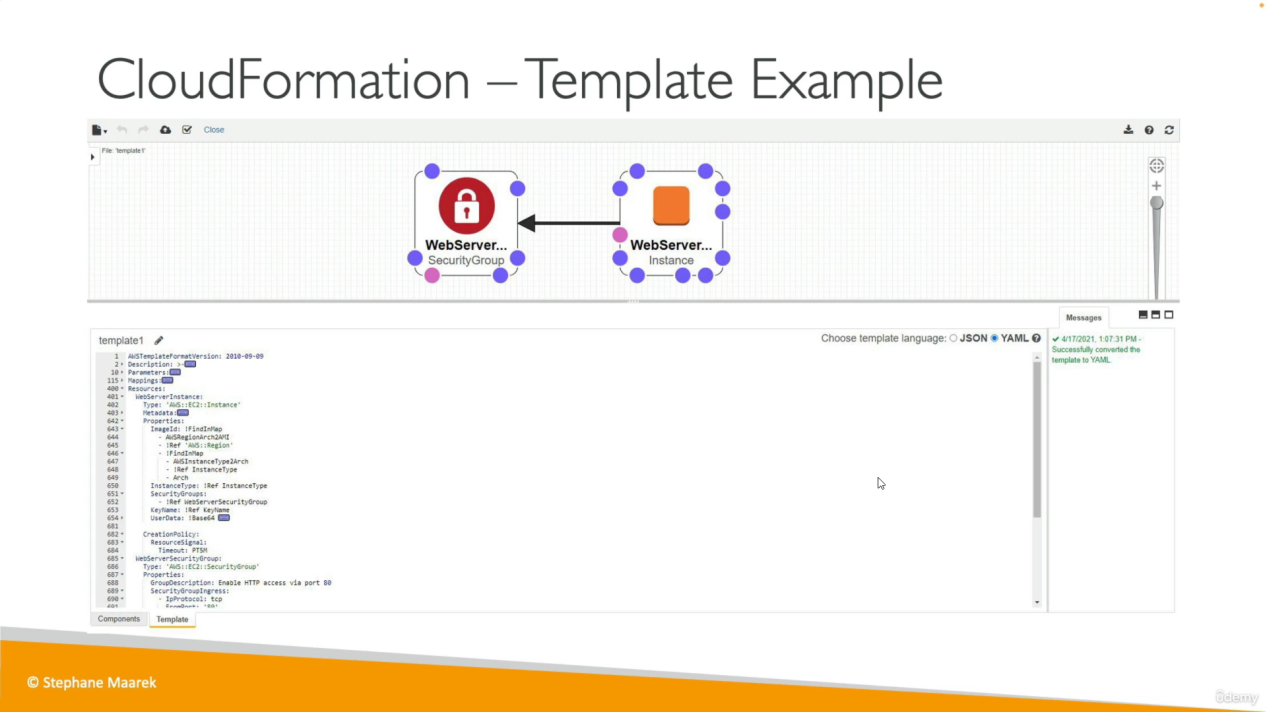 CloudFormation – Template Example
Close
File: 'template1'
WebServer...
SecurityGroup
WebServer...
Instance
template1
Choose template language: JSON YAML
Messages
4/17/2021, 1:07:31 PM -
Successfully converted the
template to YAML.
1 AWSTemplateFormatVersion: 2010-09-09
2 Description: >-
10 Parameters:
115 Mappings:
400 Resources:
401 WebServerInstance:
402 Type: 'AWS::EC2::Instance'
403 Metadata:
642 Properties:
643 ImageId: !FindInMap
644 - AWSRegionArch2AMI
645 - !Ref 'AWS::Region'
646 - !FindInMap
647 - AWSInstanceType2Arch
648 - !Ref InstanceType
649 - Arch
650 InstanceType: !Ref InstanceType
651 SecurityGroups:
652 - !Ref WebServerSecurityGroup
653 KeyName: !Ref KeyName
654 UserData: !Base64
681
682 CreationPolicy:
683 ResourceSignal:
684 Timeout: PT5M
685 WebServerSecurityGroup:
686 Type: 'AWS::EC2::SecurityGroup'
687 Properties:
688 GroupDescription: Enable HTTP access via port 80
689 SecurityGroupIngress:
690 - IpProtocol: tcp
691 FromPort: '80'
Components
Template
© Stephane Maarek
ûdemy